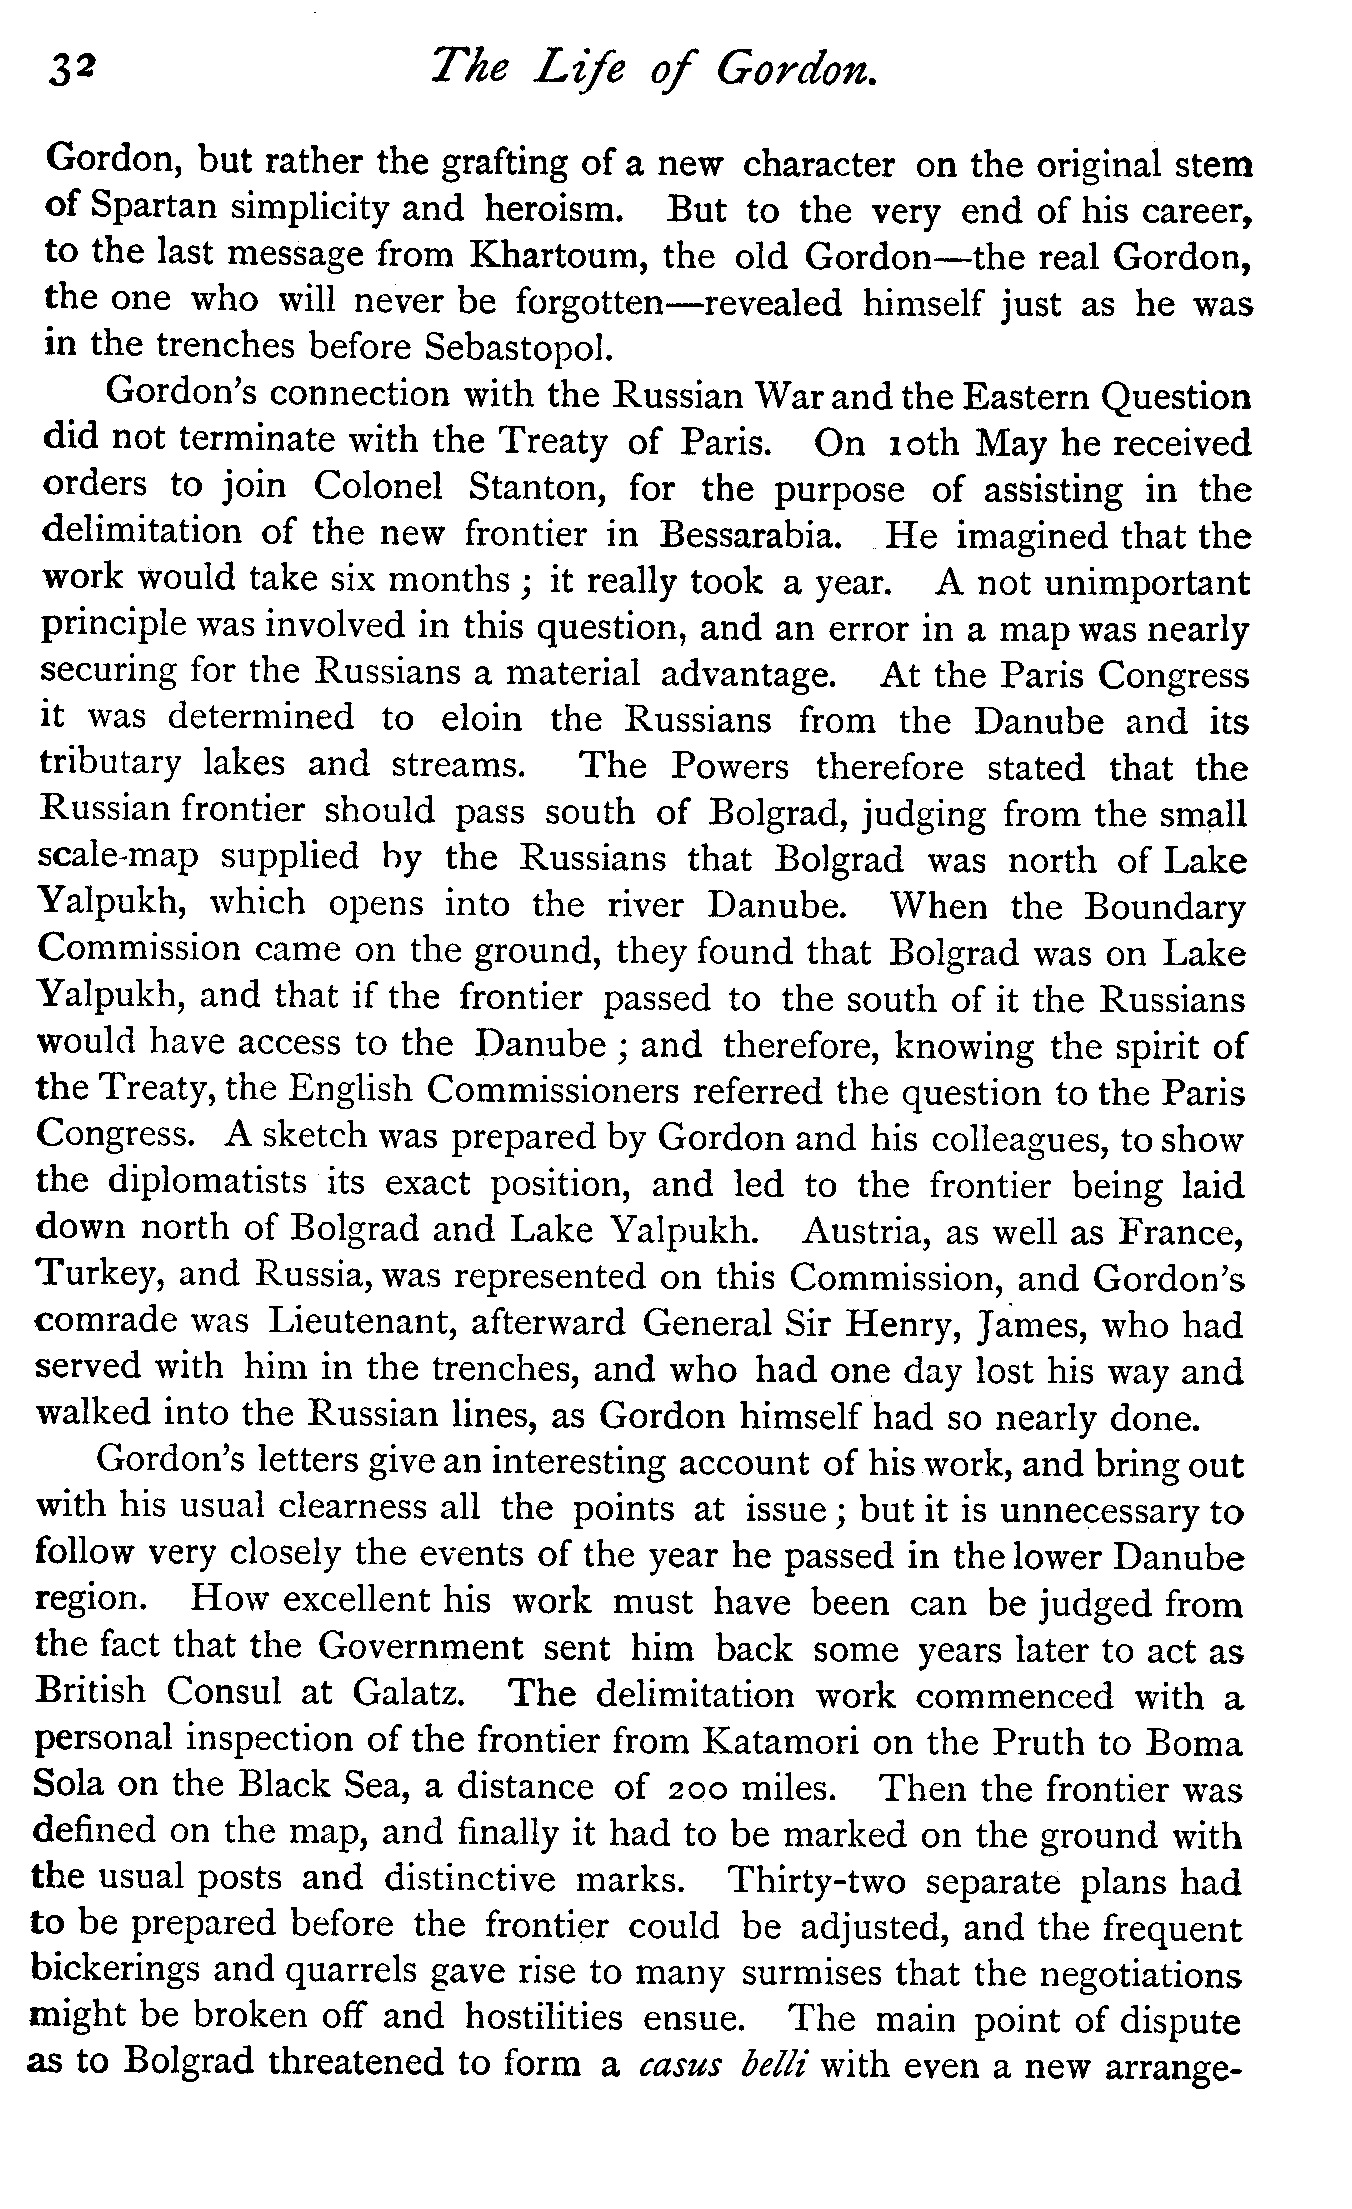 32 The Life of Gordon.
Gordon, but rather the grafting of a new character on the original stem
of Spartan simplicity and heroism. But to the very end of his career,
to the last message from Khartoum, the old Gordon—the real Gordon,
the one who will never be forgotten—revealed himself just as he was
in the trenches before Sebastopol.
Gordon's connection with the Russian War and the Eastern Question
did not terminate with the Treaty of Paris. On 10th May he received
orders to join Colonel Stanton, for the purpose of assisting in the
delimitation of the new frontier in Bessarabia. He imagined that the
work would take six months ; it really took a year. A not unimportant
principle was involved in this question, and an error in a map was nearly
securing for the Russians a material advantage. At the Paris Congress
it was determined to eloin the Russians from the Danube and its
tributary lakes and streams. The Powers therefore stated that the
Russian frontier should pass south of Bolgrad, judging from the small
scale-map supplied by the Russians that Bolgrad was north of Lake
Yalpukh, which opens into the river Danube. When the Boundary
Commission came on the ground, they found that Bolgrad was on Lake
Yalpukh, and that if the frontier passed to the south of it the Russians
would have access to the Danube ; and therefore, knowing the spirit of
the Treaty, the English Commissioners referred the question to the Paris
Congress. A sketch was prepared by Gordon and his colleagues, to show
the diplomatists its exact position, and led to the frontier being laid
down north of Bolgrad and Lake Yalpukh. Austria, as well as France,
Turkey, and Russia, was represented on this Commission, and Gordon's
comrade was Lieutenant, afterward General Sir Henry, James, who had
served with him in the trenches, and who had one day lost his way and
walked into the Russian lines, as Gordon himself had so nearly done.
Gordon's letters give an interesting account of his work, and bring out
with his usual clearness all the points at issue ; but it is unnecessary to
follow very closely the events of the year he passed in the lower Danube
region. How excellent his work must have been can be judged from
the fact that the Government sent him back some years later to act as
British Consul at Galatz. The delimitation work commenced with a
personal inspection of the frontier from Katamori on the Pruth to Boma
Sola on the Black Sea, a distance of 200 miles. Then the frontier was
defined on the map, and finally it had to be marked on the ground with
the usual posts and distinctive marks. Thirty-two separate plans had
to be prepared before the frontier could be adjusted, and the frequent
bickerings and quarrels gave rise to many surmises that the negotiations
might be broken off and hostilities ensue. The main point of dispute
as to Bolgrad threatened to form a casus belli with even a new arrange-